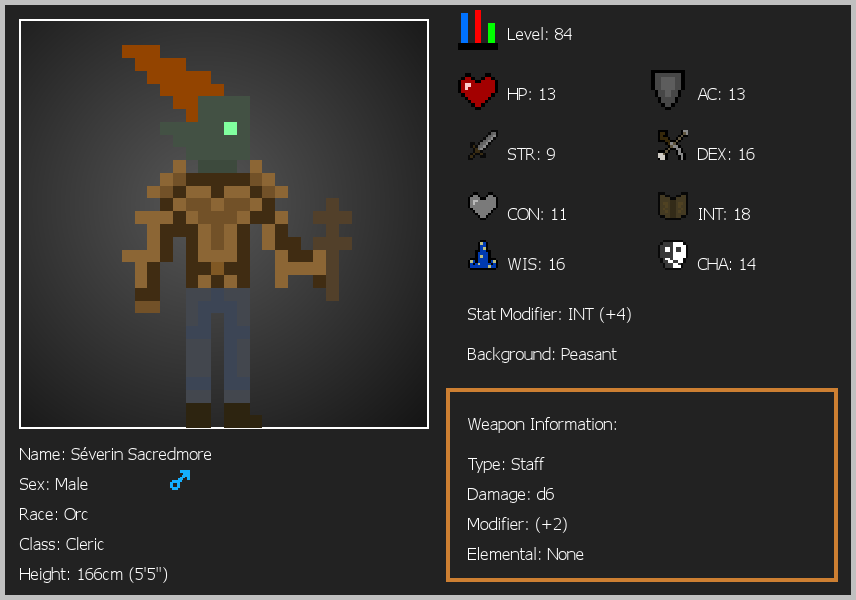 Level: 84
HP: 13
AC: 13
STR: 9
DEX: 16
CON: 11
INT: 18
WIS: 16
CHA: 14
Stat Modifier: INT (+4)
Background: Peasant
Weapon Information:
Type: Staff
Damage: d6
Modifier: (+2)
Elemental: None
Name: Séverin Sacredmore
Sex: Male
Race: Orc
Class: Cleric
Height: 166cm (5'5")